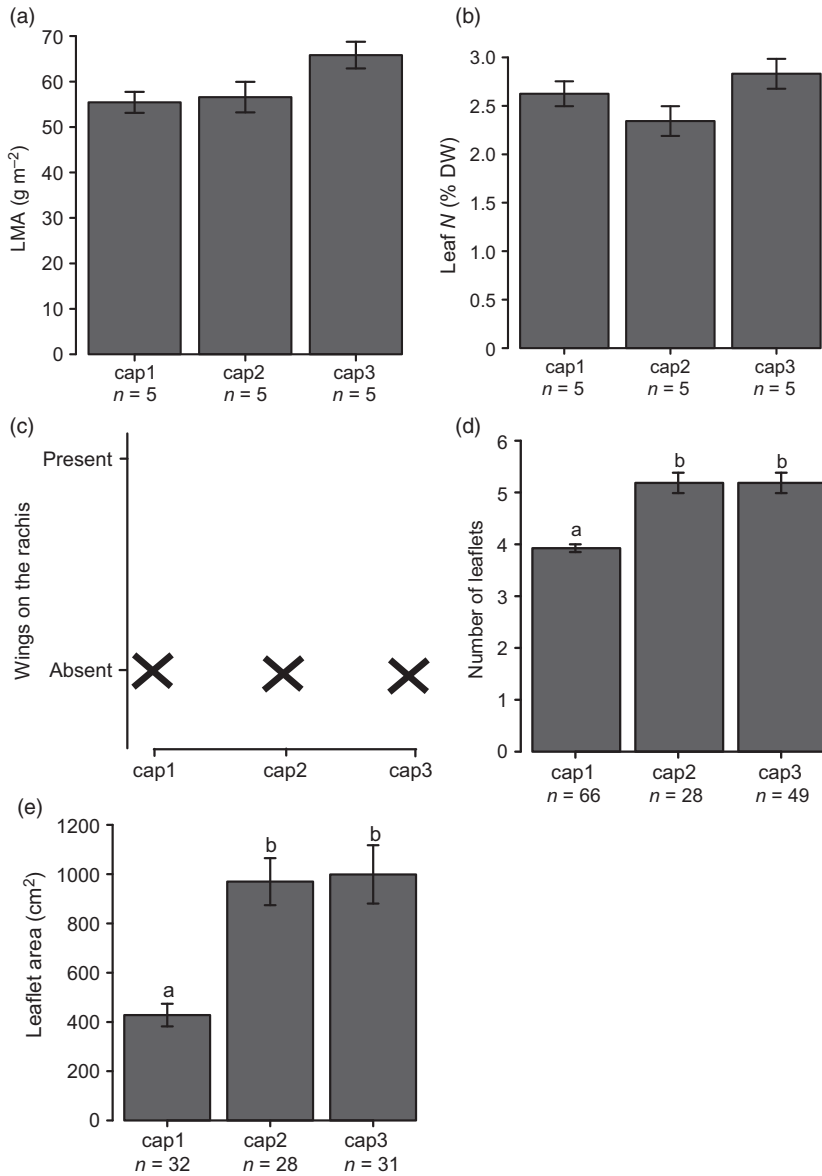 (a)
70
60
50
40
30
20
10
0
LMA (g m⁻²)
cap1 cap2 cap3
n = 5 n = 5 n = 5
(b)
3.0
2.5
2.0
1.5
1.0
0.5
0
Leaf N (% DW)
cap1 cap2 cap3
n = 5 n = 5 n = 5
(c)
Present
Absent
Wings on the rachis
cap1 cap2 cap3
(d)
6
5
4
3
2
1
0
Number of leaflets
a b b
cap1 cap2 cap3
n = 66 n = 28 n = 49
(e)
1200
1000
800
600
400
200
0
Leaflet area (cm²)
a b b
cap1 cap2 cap3
n = 32 n = 28 n = 31